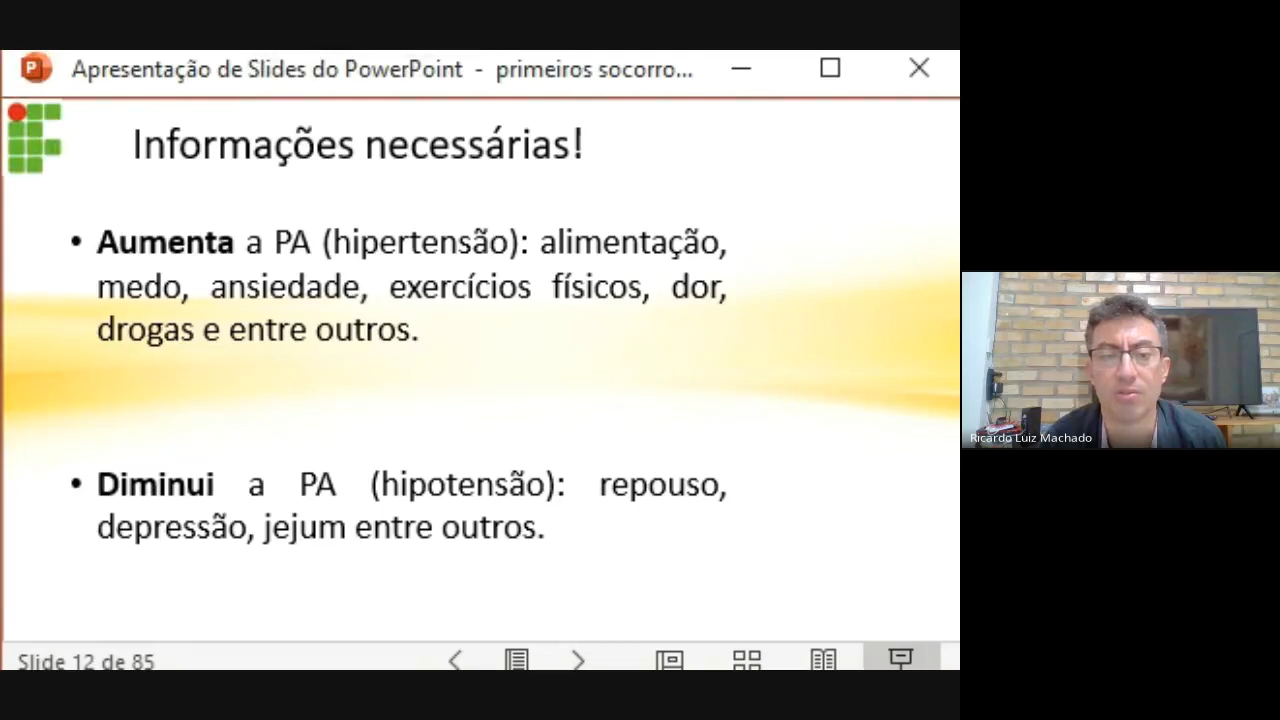 Apresentação de Slides do PowerPoint - primeiros socorro...
Informações necessárias!
• Aumenta a PA (hipertensão): alimentação,
medo, ansiedade, exercícios físicos, dor,
drogas e entre outros.
• Diminui a PA (hipotensão): repouso,
depressão, jejum entre outros.
Slide 12 de 85
Ricardo Luiz Machado